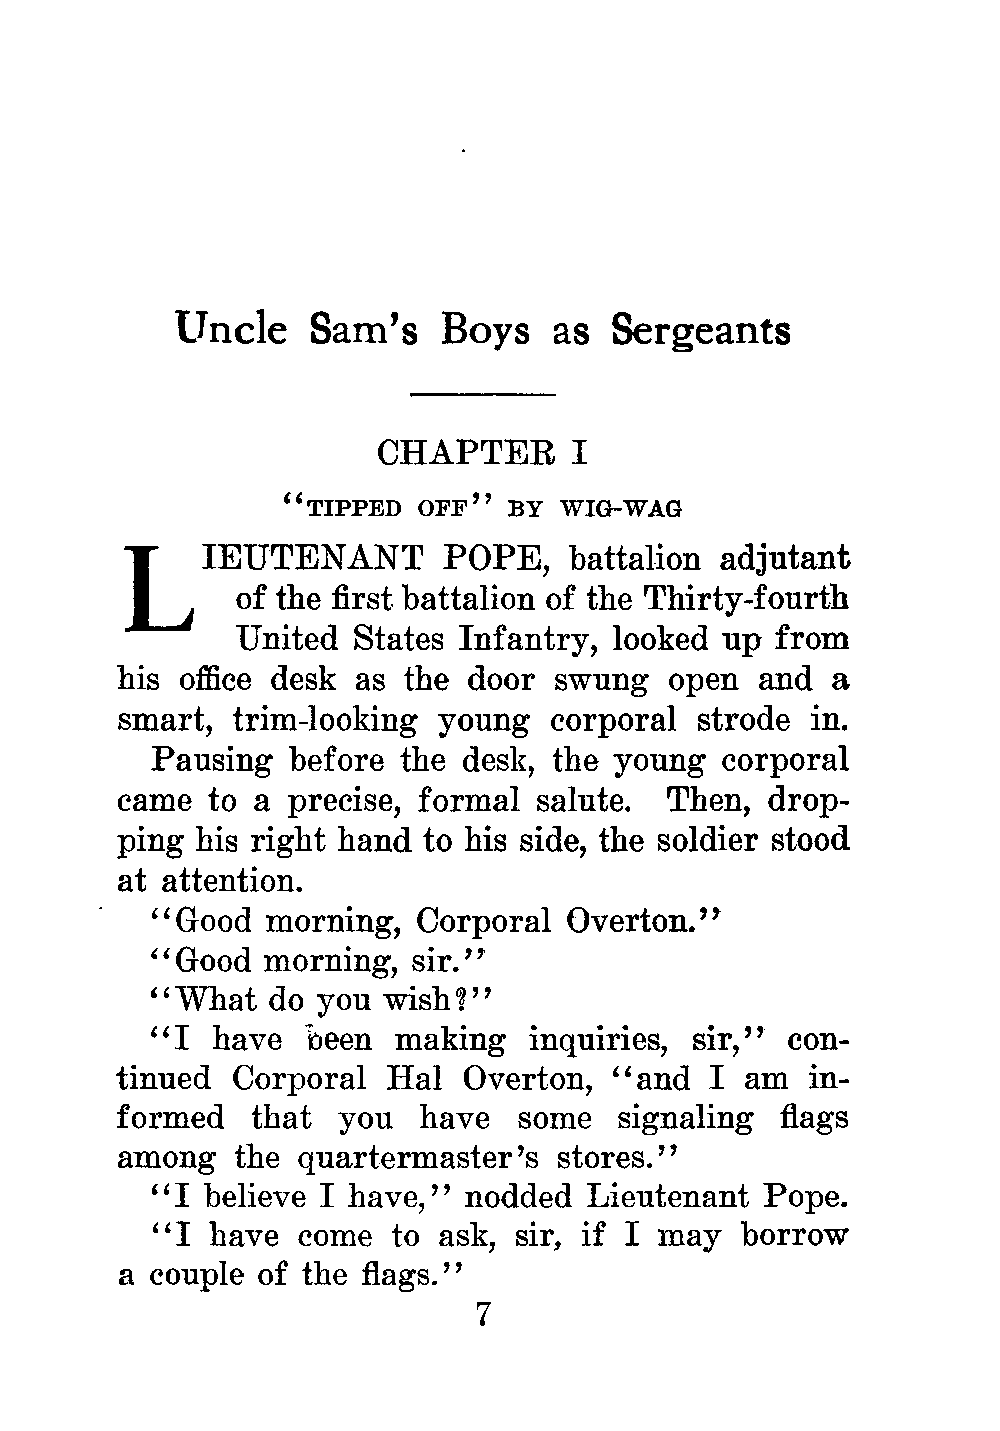 Uncle Sam's Boys as Sergeants
CHAPTER I
"TIPPED OFF" BY WIG-WAG
LIEUTENANT POPE, battalion adjutant
of the first battalion of the Thirty-fourth
United States Infantry, looked up from
his office desk as the door swung open and a
smart, trim-looking young corporal strode in.
Pausing before the desk, the young corporal
came to a precise, formal salute. Then, drop-
ping his right hand to his side, the soldier stood
at attention.
"Good morning, Corporal Overton."
"Good morning, sir."
"What do you wish?"
"I have been making inquiries, sir," con-
tinued Corporal Hal Overton, "and I am in-
formed that you have some signaling flags
among the quartermaster's stores."
"I believe I have," nodded Lieutenant Pope.
"I have come to ask, sir, if I may borrow
a couple of the flags."
7